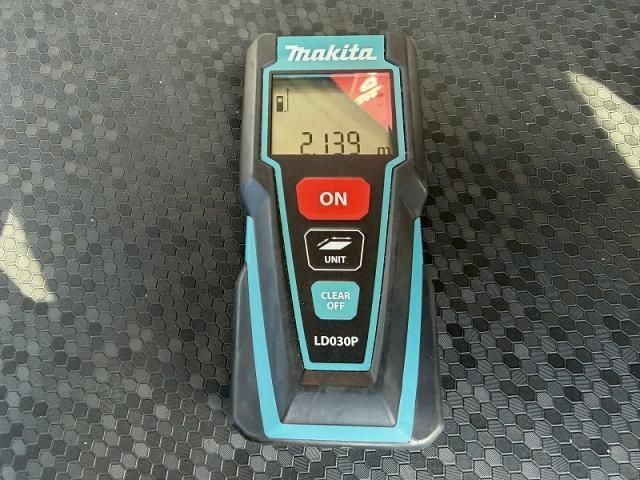 makita
2.139 m
ON
UNIT
CLEAR
OFF
LD030P